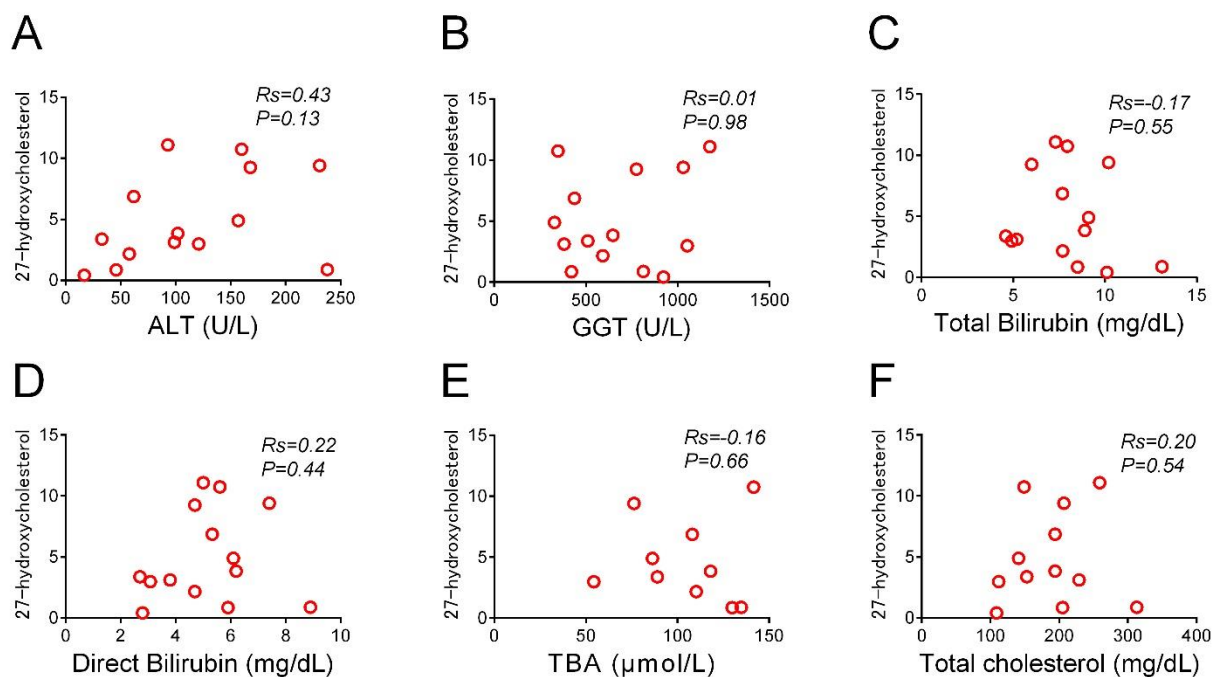 A
27−hydroxycholesterol
15
10
5
0
0 50 100 150 200 250
ALT (U/L)
Rs=0.43
P=0.13
B
27−hydroxycholesterol
15
10
5
0
0 500 1000 1500
GGT (U/L)
Rs=0.01
P=0.98
C
27−hydroxycholesterol
15
10
5
0
0 5 10 15
Total Bilirubin (mg/dL)
Rs=-0.17
P=0.55
D
27−hydroxycholesterol
15
10
5
0
0 2 4 6 8 10
Direct Bilirubin (mg/dL)
Rs=0.22
P=0.44
E
27−hydroxycholesterol
15
10
5
0
0 50 100 150
TBA (μmol/L)
Rs=-0.16
P=0.66
F
27−hydroxycholesterol
15
10
5
0
0 100 200 300 400
Total cholesterol (mg/dL)
Rs=0.20
P=0.54